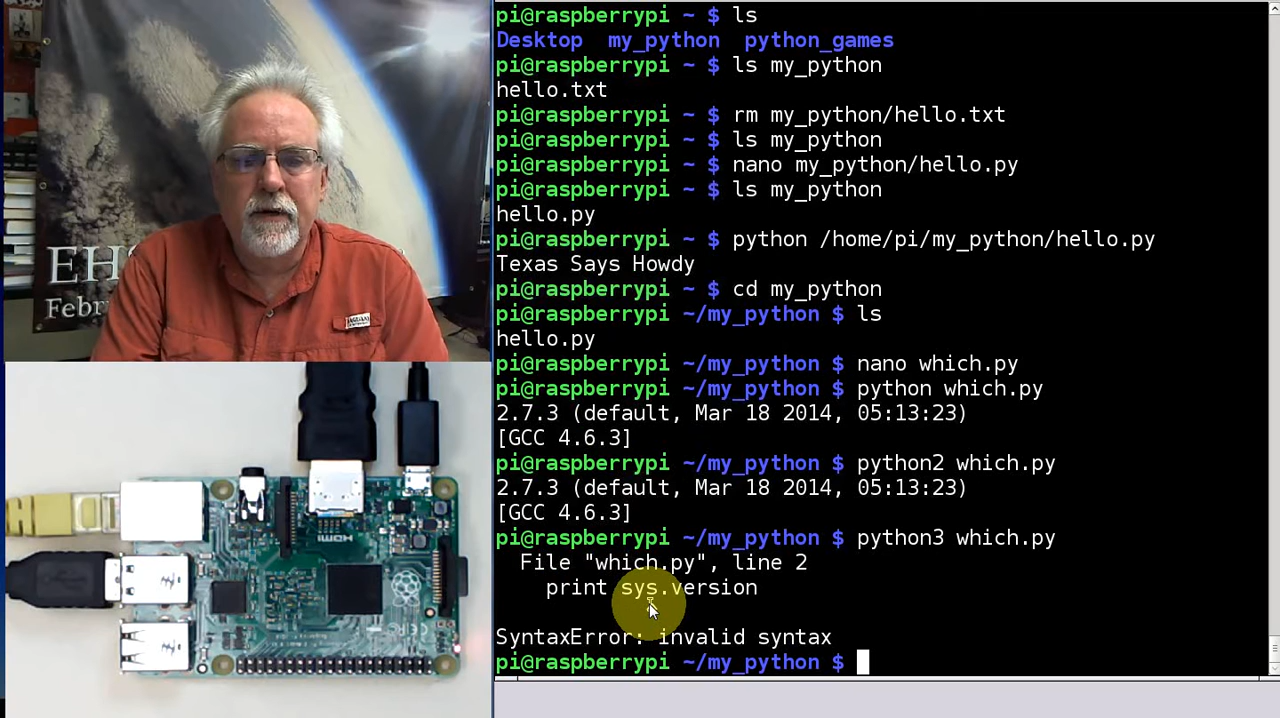 EHS
Febru
HDMI
pi@raspberrypi ~ $ ls
Desktop my_python python_games
pi@raspberrypi ~ $ ls my_python
hello.txt
pi@raspberrypi ~ $ rm my_python/hello.txt
pi@raspberrypi ~ $ ls my_python
pi@raspberrypi ~ $ nano my_python/hello.py
pi@raspberrypi ~ $ ls my_python
hello.py
pi@raspberrypi ~ $ python /home/pi/my_python/hello.py
Texas Says Howdy
pi@raspberrypi ~ $ cd my_python
pi@raspberrypi ~/my_python $ ls
hello.py
pi@raspberrypi ~/my_python $ nano which.py
pi@raspberrypi ~/my_python $ python which.py
2.7.3 (default, Mar 18 2014, 05:13:23)
[GCC 4.6.3]
pi@raspberrypi ~/my_python $ python2 which.py
2.7.3 (default, Mar 18 2014, 05:13:23)
[GCC 4.6.3]
pi@raspberrypi ~/my_python $ python3 which.py
File "which.py", line 2
print sys.version
SyntaxError: invalid syntax
pi@raspberrypi ~/my_python $